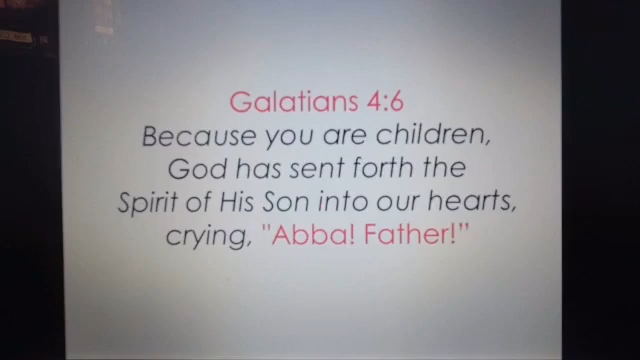 Galatians 4:6
Because you are children,
God has sent forth the
Spirit of His Son into our hearts,
crying, "Abba! Father!”